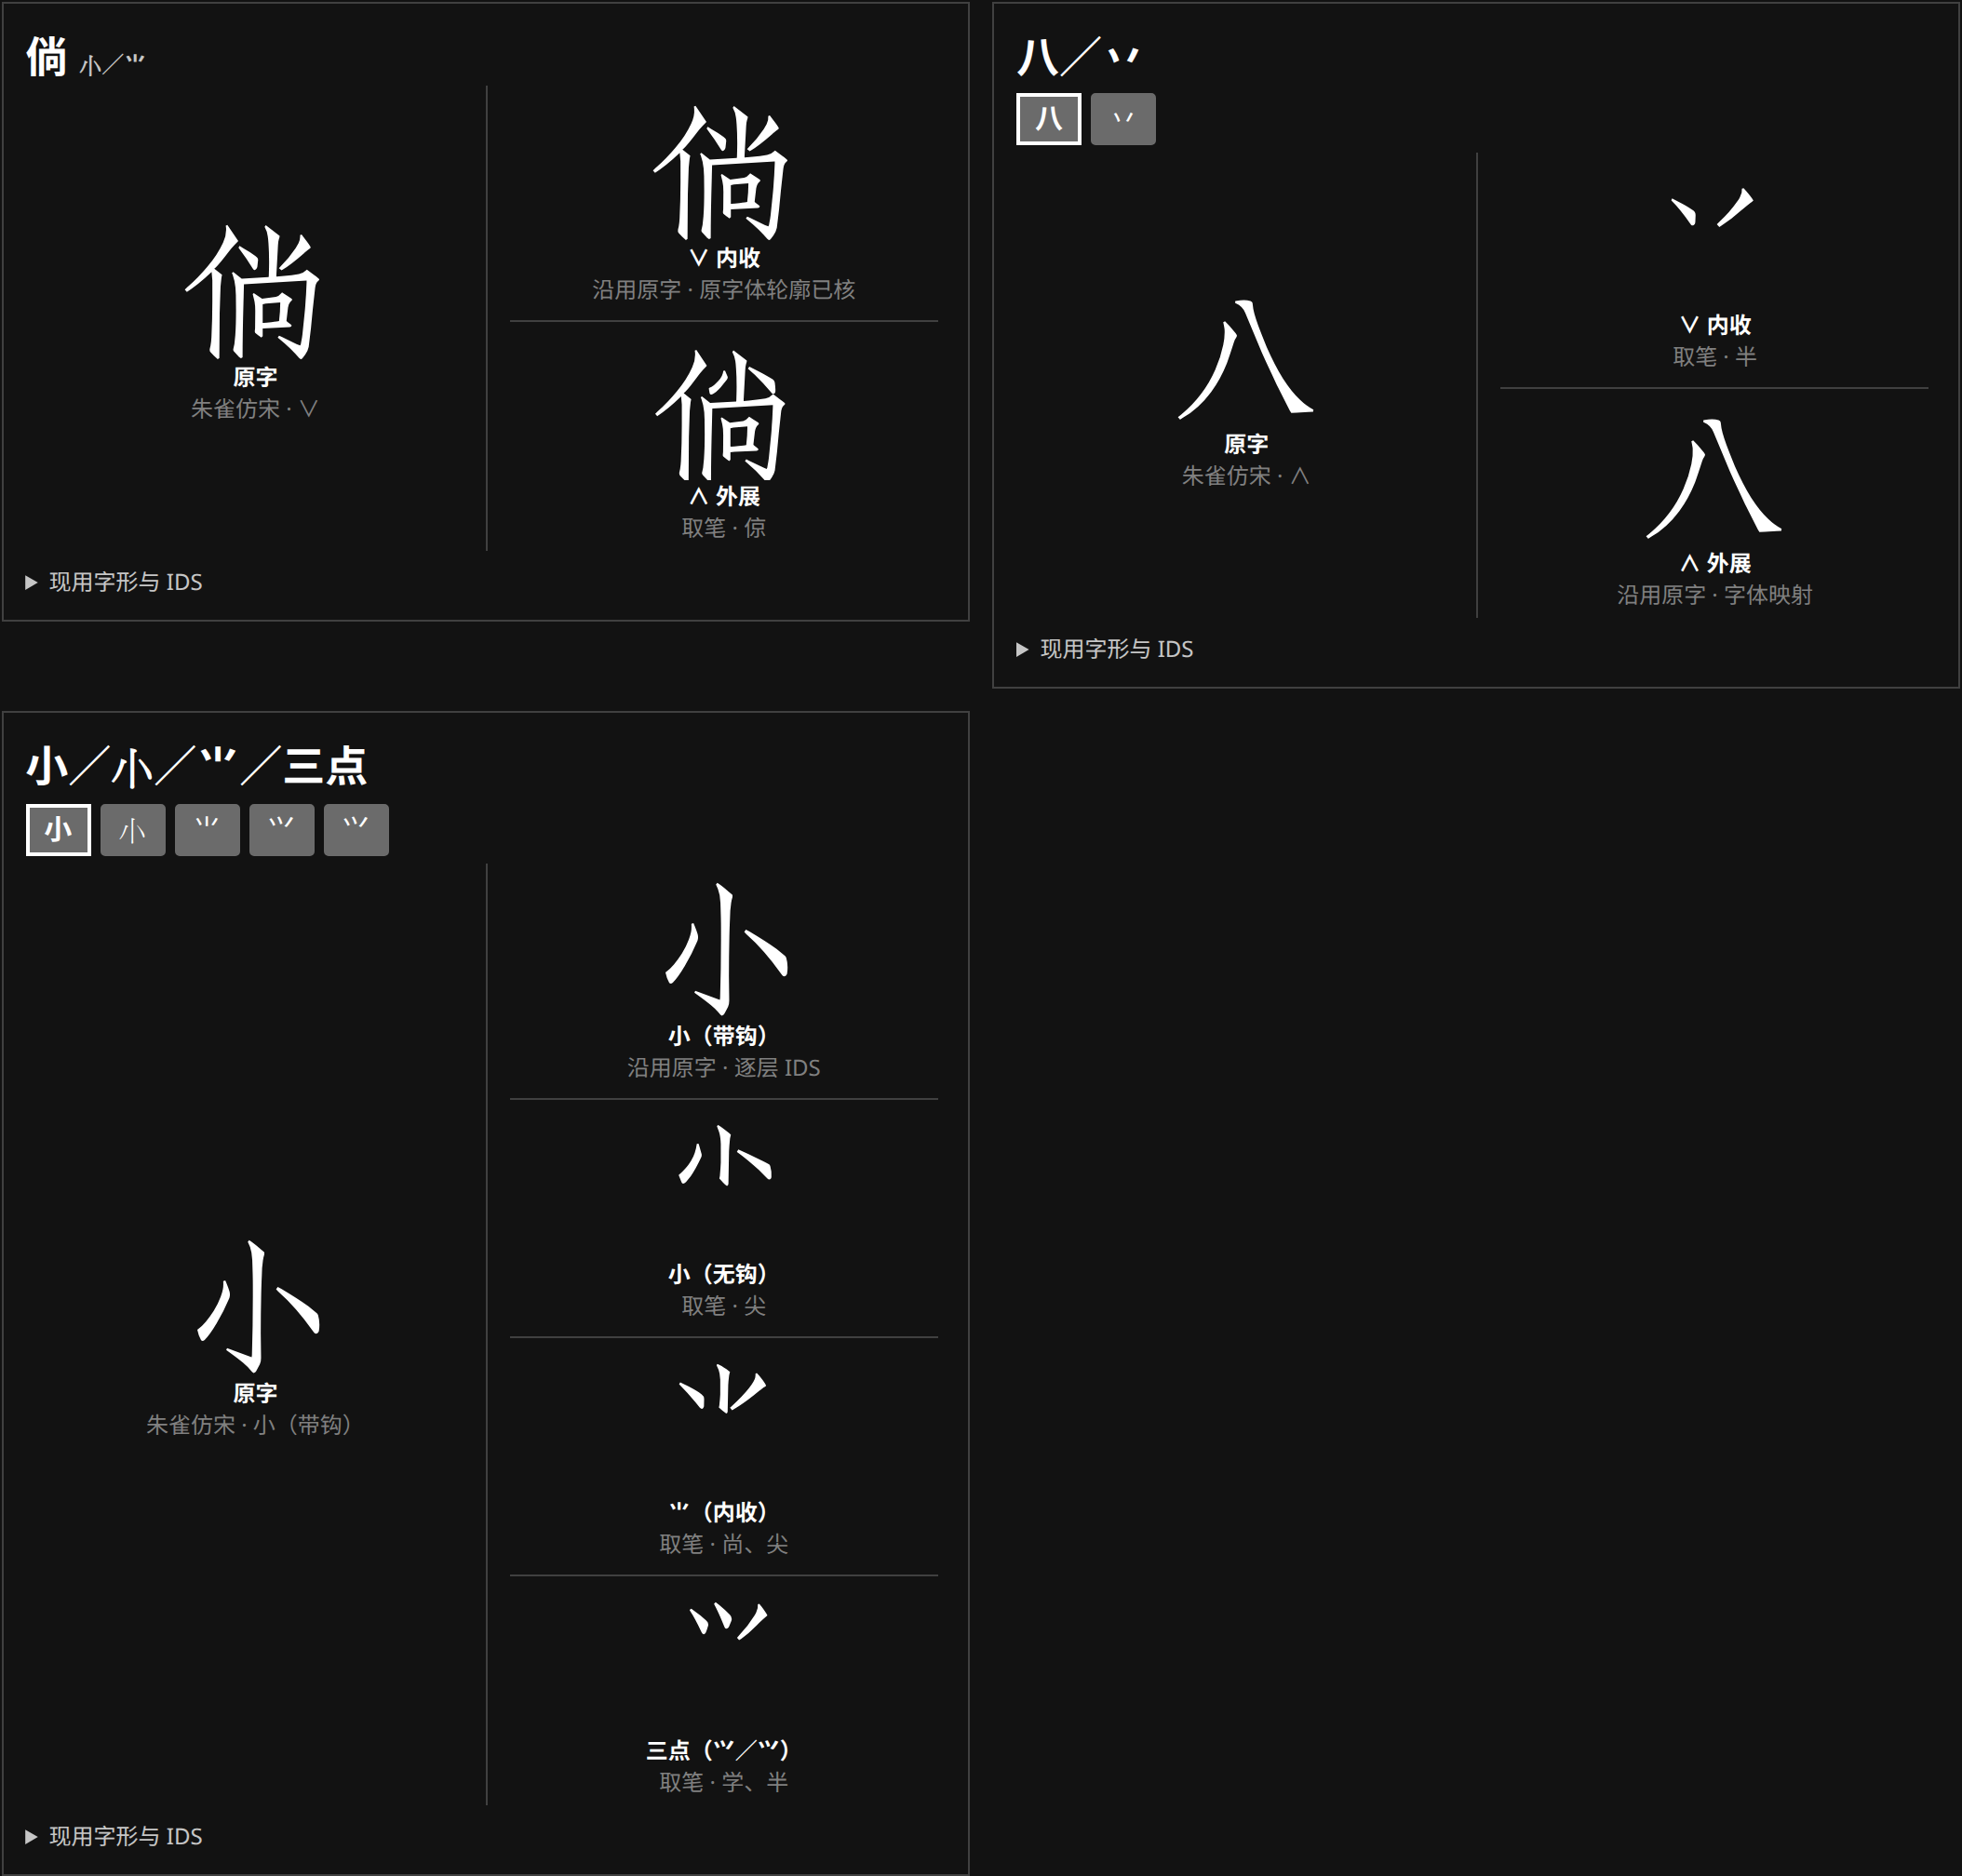 倘 小／⺌
倘
原字
朱雀仿宋 · ∨
倘
∨ 内收
沿用原字 · 原字体轮廓已核
∧ 外展
取笔 · 倞
▶ 现用字形与 IDS
八／丷
八 丷
八
原字
朱雀仿宋 · ∧
丷
∨ 内收
取笔 · 半
八
∧ 外展
沿用原字 · 字体映射
▶ 现用字形与 IDS
小／⺍／⺌／三点
小 ⺌ ⺍
小
原字
朱雀仿宋 · 小（带钩）
小
小（带钩）
沿用原字 · 逐层 IDS
小（无钩）
取笔 · 尖
⺌
⺌（内收）
取笔 · 尚、尖
⺍
三点（⺍／⺍）
取笔 · 学、半
▶ 现用字形与 IDS